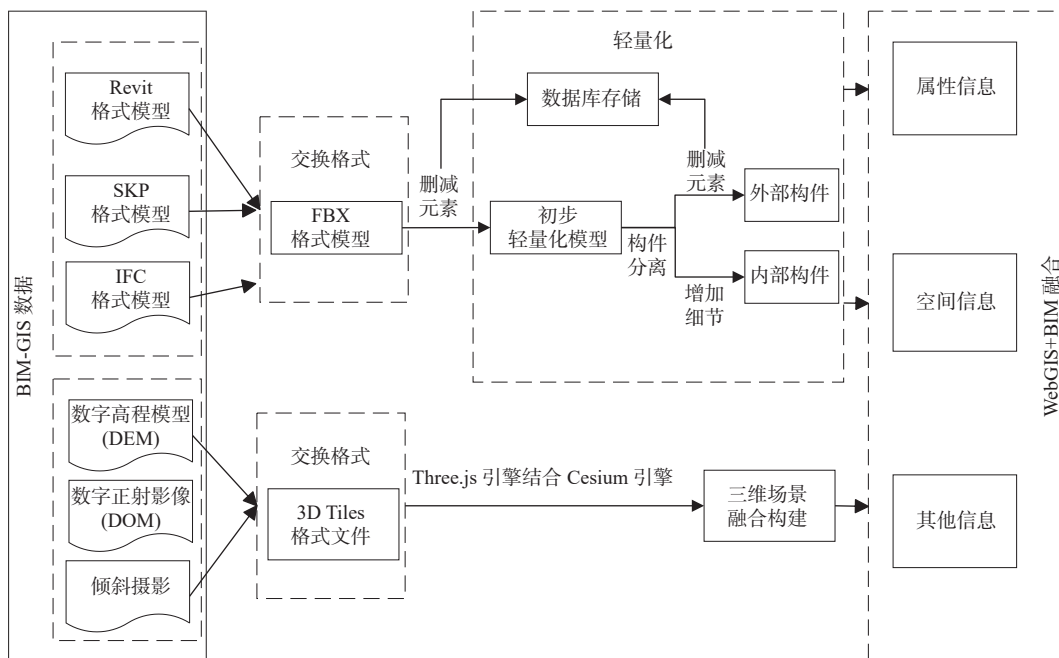 BIM-GIS 数据
Revit
格式模型
SKP
格式模型
IFC
格式模型
数字高程模型
(DEM)
数字正射影像
(DOM)
倾斜摄影
交换格式
FBX
格式模型
交换格式
3D Tiles
格式文件
删减
元素
轻量化
数据库存储
初步
轻量化模型
构件
分离
删减
元素
增加
细节
外部构件
内部构件
Three.js 引擎结合 Cesium 引擎
三维场景
融合构建
属性信息
空间信息
其他信息
WebGIS+BIM 融合